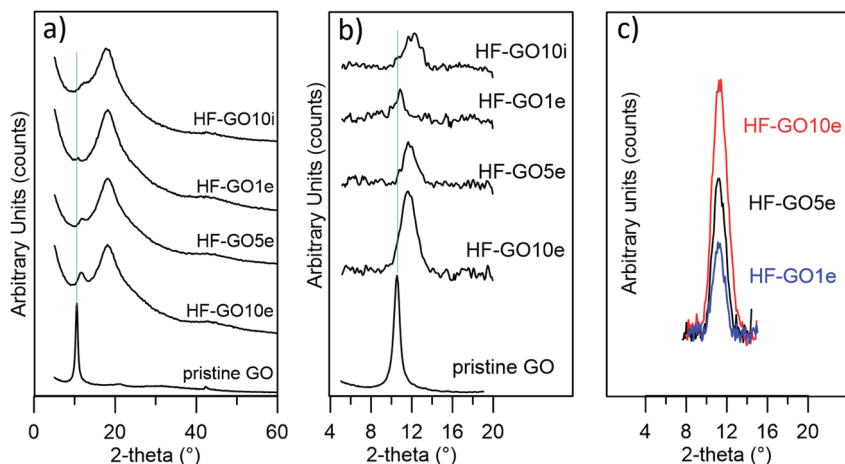 a)
Arbitrary Units (counts)
HF-GO10i
HF-GO1e
HF-GO5e
HF-GO10e
pristine GO
0 20 40 60
2-theta (°)
b)
Arbitrary Units (counts)
HF-GO10i
HF-GO1e
HF-GO5e
HF-GO10e
pristine GO
4 8 12 16 20
2-theta (°)
c)
Arbitrary units (counts)
HF-GO10e
HF-GO5e
HF-GO1e
4 8 12 16 20
2-theta (°)